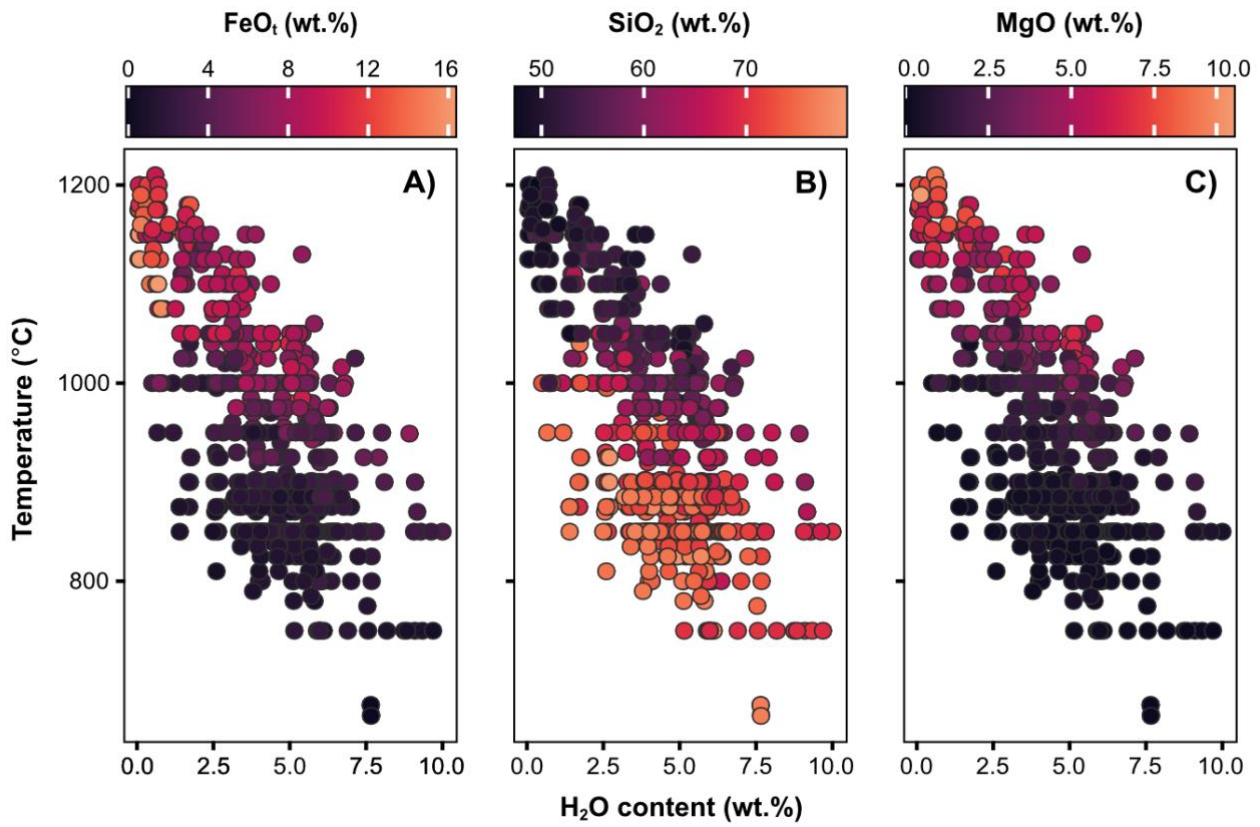 FeOₜ (wt.%) SiO₂ (wt.%) MgO (wt.%)
0 4 8 12 16 50 60 70 0.0 2.5 5.0 7.5 10.0
A) B) C)
1200
1000
800
Temperature (°C)
0.0 2.5 5.0 7.5 10.0 0.0 2.5 5.0 7.5 10.0 0.0 2.5 5.0 7.5 10.0
H₂O content (wt.%)